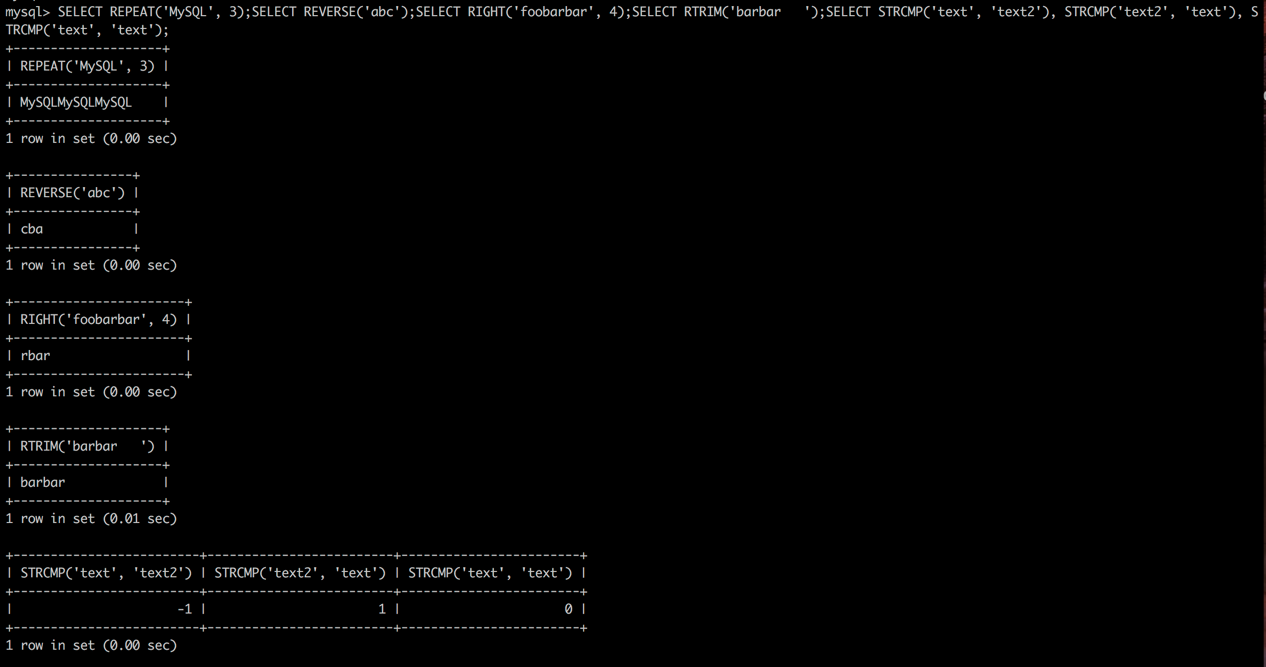 mysql> SELECT REPEAT('MySQL', 3);SELECT REVERSE('abc');SELECT RIGHT('foobarbar', 4);SELECT RTRIM('barbar   ');SELECT STRCMP('text', 'text2'), STRCMP('text2', 'text'), S
TRCMP('text', 'text');
+--------------------+
| REPEAT('MySQL', 3) |
+--------------------+
| MySQLMySQLMySQL    |
+--------------------+
1 row in set (0.00 sec)

+----------------+
| REVERSE('abc') |
+----------------+
| cba            |
+----------------+
1 row in set (0.00 sec)

+-----------------------+
| RIGHT('foobarbar', 4) |
+-----------------------+
| rbar                  |
+-----------------------+
1 row in set (0.00 sec)

+--------------------+
| RTRIM('barbar   ') |
+--------------------+
| barbar             |
+--------------------+
1 row in set (0.01 sec)

+-------------------------+-------------------------+------------------------+
| STRCMP('text', 'text2') | STRCMP('text2', 'text') | STRCMP('text', 'text') |
+-------------------------+-------------------------+------------------------+
|                      -1 |                       1 |                      0 |
+-------------------------+-------------------------+------------------------+
1 row in set (0.00 sec)